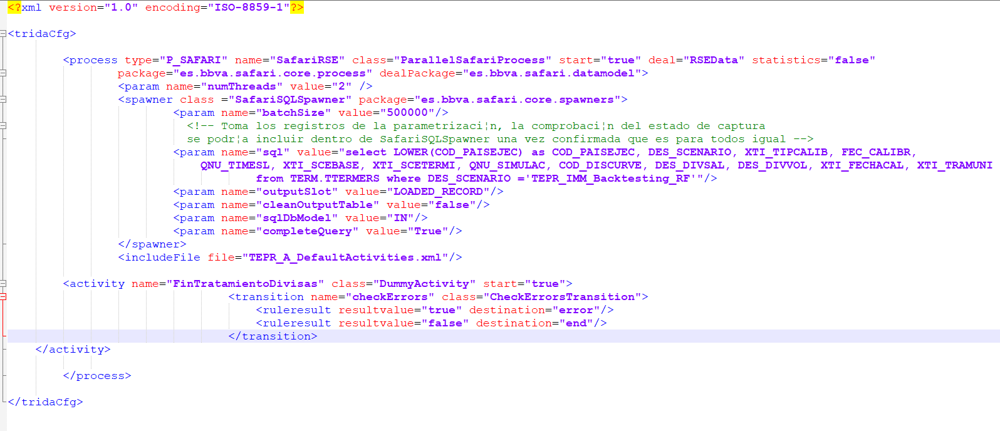 <?xml version="1.0" encoding="ISO-8859-1"?>
<tridaCfg>
<process type="P_SAFARI" name="SafariRSE" class="ParallelSafariProcess" start="true" deal="RSEData" statistics="false"
package="es.bbva.safari.core.process" dealPackage="es.bbva.safari.datamodel">
<param name="numThreads" value="2" />
<spawner class ="SafariSQLSpawner" package="es.bbva.safari.core.spawners">
<param name="batchSize" value="500000"/>
<!-- Toma los registros de la parametrizaci¦n, la comprobaci¦n del estado de captura
se podr¦a incluir dentro de SafariSQLSpawner una vez confirmada que es para todos igual -->
<param name="sql" value="select LOWER(COD_PAISEJEC) as COD_PAISEJEC, DES_SCENARIO, XTI_TIPCALIB, FEC_CALIBR,
QNU_TIMESL, XTI_SCEBASE, XTI_SCETERMI, QNU_SIMULAC, COD_DISCURVE, DES_DIVSAL, DES_DIVVOL, XTI_FECHACAL, XTI_TRAMUNI
from TERM.TTERMERS where DES_SCENARIO ='TEPR_IMM_Backtesting_RF'"/>
<param name="outputSlot" value="LOADED_RECORD"/>
<param name="cleanOutputTable" value="false"/>
<param name="sqlDbModel" value="IN"/>
<param name="completeQuery" value="True"/>
</spawner>
<includeFile file="TEPR_A_DefaultActivities.xml"/>
<activity name="FinTratamientoDivisas" class="DummyActivity" start="true">
<transition name="checkErrors" class="CheckErrorsTransition">
<ruleresult resultvalue="true" destination="error"/>
<ruleresult resultvalue="false" destination="end"/>
</transition>
</activity>
</process>
</tridaCfg>